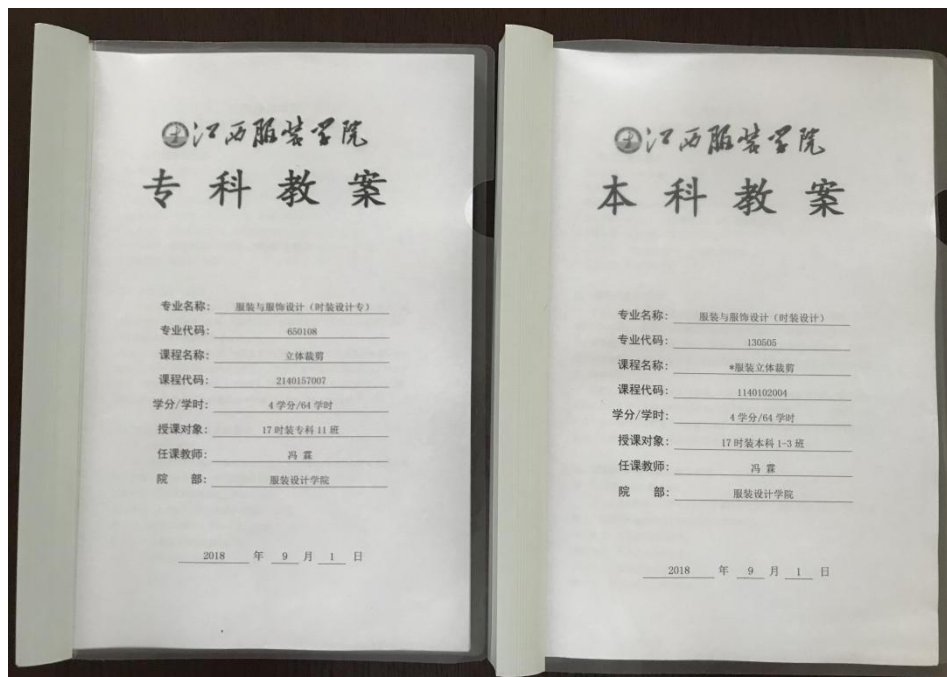 江西服装学院
专科教案
专业名称: 服装与服饰设计(时装设计专)
专业代码: 650108
课程名称: 立体裁剪
课程代码: 2140157007
学分/学时: 4学分/64学时
授课对象: 17时装专科11班
任课教师: 冯霖
院 部: 服装设计学院
2018 年 9 月 1 日
江西服装学院
本科教案
专业名称: 服装与服饰设计(时装设计)
专业代码: 130505
课程名称: *服装立体裁剪
课程代码: 1140102004
学分/学时: 4学分/64学时
授课对象: 17时装本科1-3班
任课教师: 冯霖
院 部: 服装设计学院
2018 年 9 月 1 日